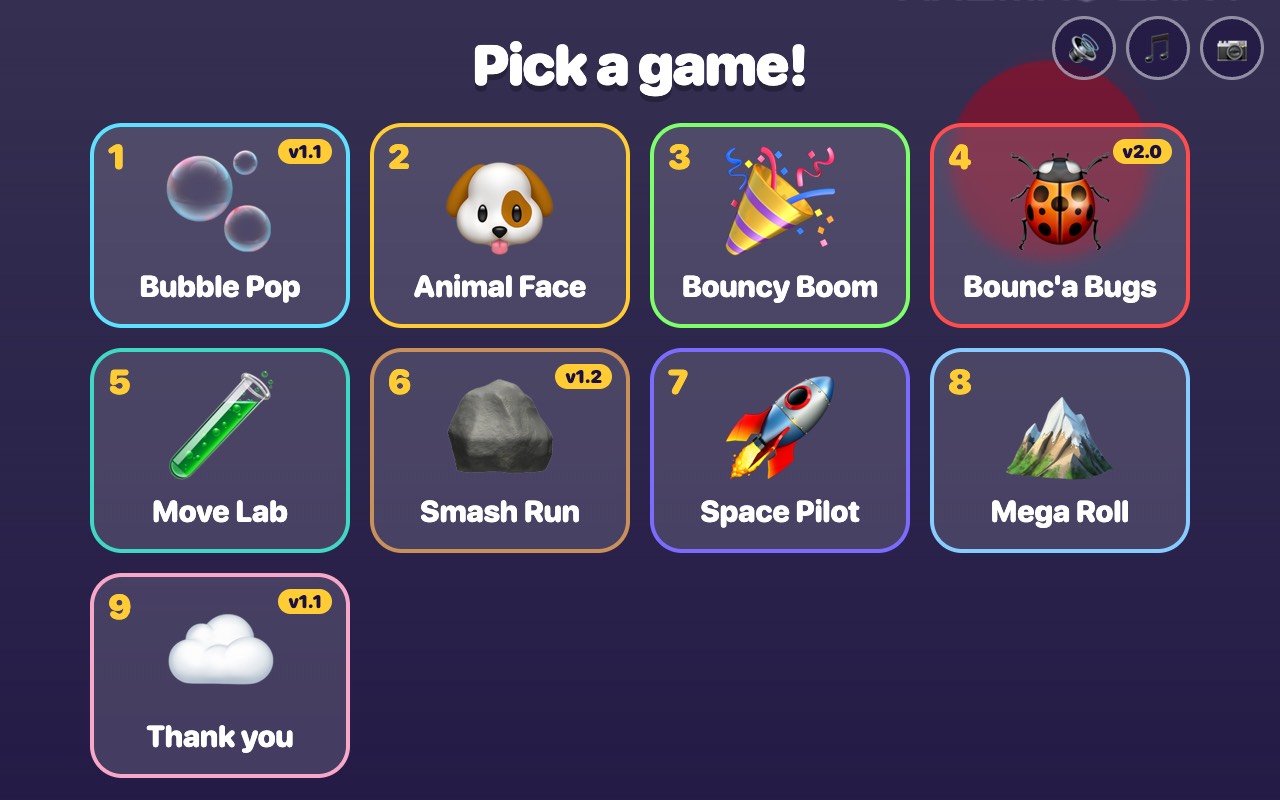 Pick a game!
1
v1.1
Bubble Pop
2
Animal Face
3
Bouncy Boom
4
v2.0
Bounc'a Bugs
5
Move Lab
6
v1.2
Smash Run
7
Space Pilot
8
Mega Roll
9
v1.1
Thank you